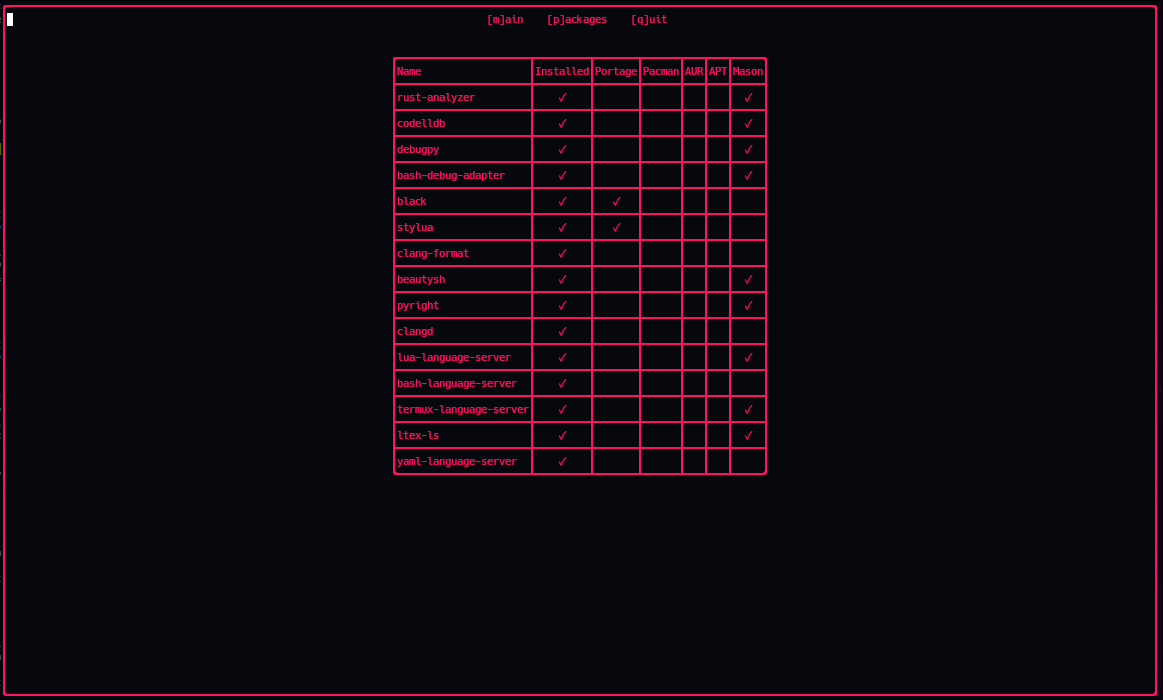 [m]ain [p]ackages [q]uit
Name Installed Portage Pacman AUR APT Mason
rust-analyzer ✓ ✓
codelldb ✓ ✓
debugpy ✓ ✓
bash-debug-adapter ✓ ✓
black ✓ ✓
stylua ✓ ✓
clang-format ✓
beautysh ✓ ✓
pyright ✓ ✓
clangd ✓
lua-language-server ✓ ✓
bash-language-server ✓
termux-language-server ✓ ✓
ltex-ls ✓ ✓
yaml-language-server ✓